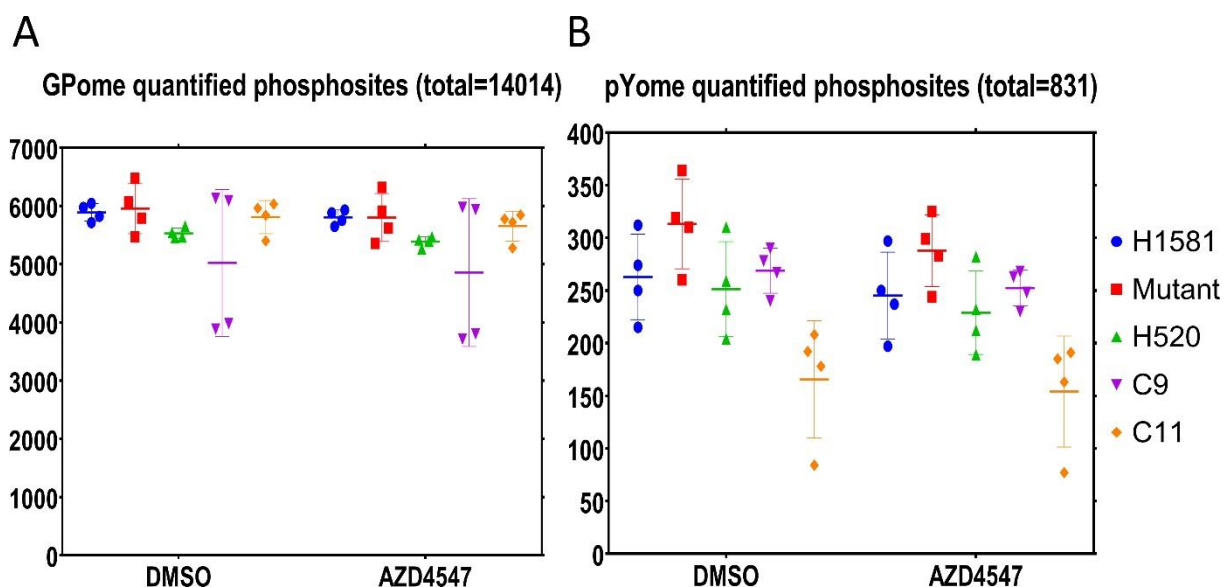 A
GPome quantified phosphosites (total=14014)
7000
6000
5000
4000
3000
2000
1000
0
DMSO AZD4547
B
pYome quantified phosphosites (total=831)
400
350
300
250
200
150
100
50
0
DMSO AZD4547
H1581
Mutant
H520
C9
C11